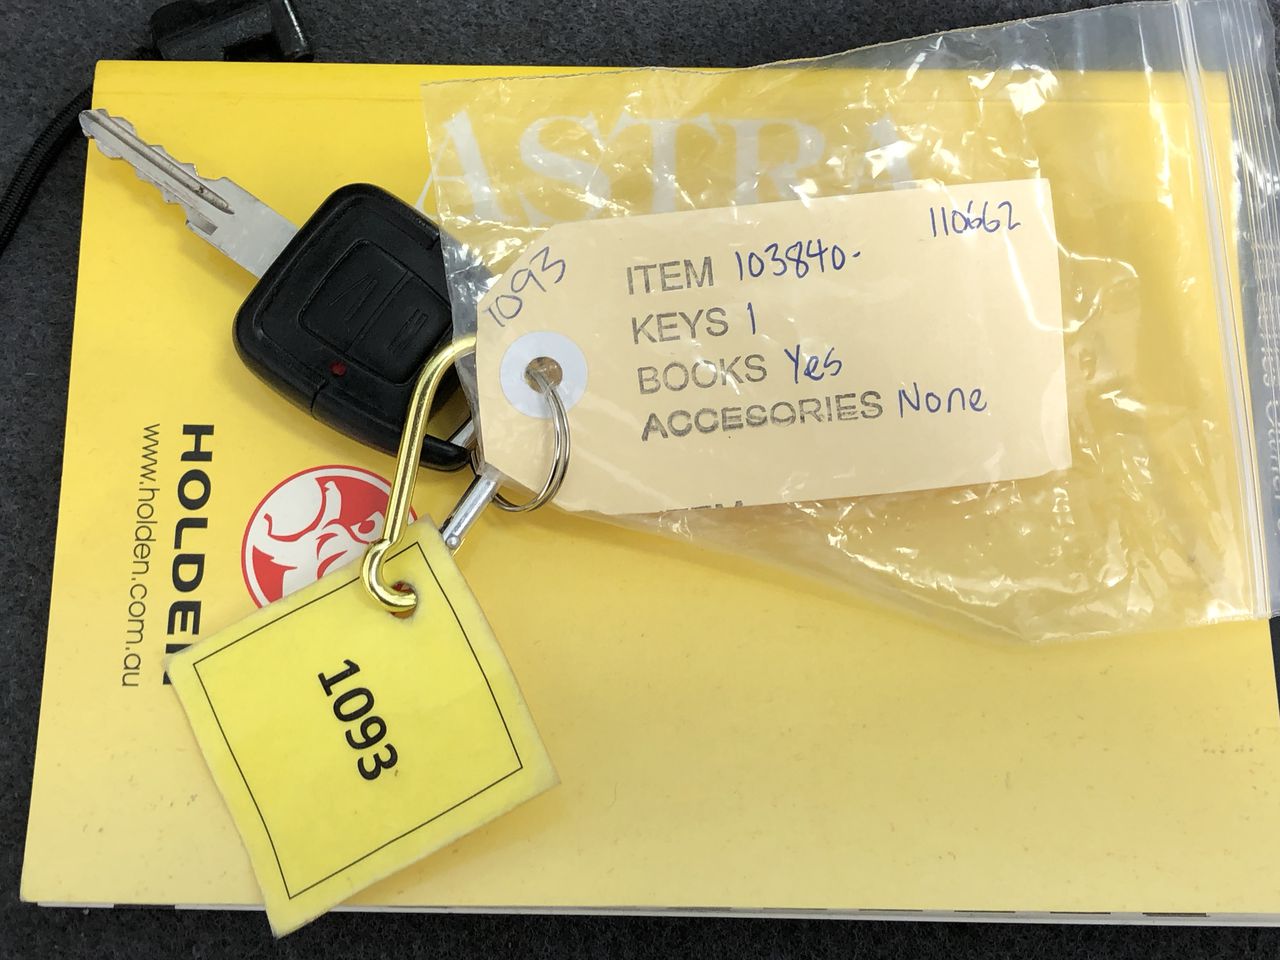 ASTRA
1093
110662
ITEM 103840-
KEYS 1
BOOKS Yes
ACCESORIES None
HOLDEN
www.holden.com.au
1093